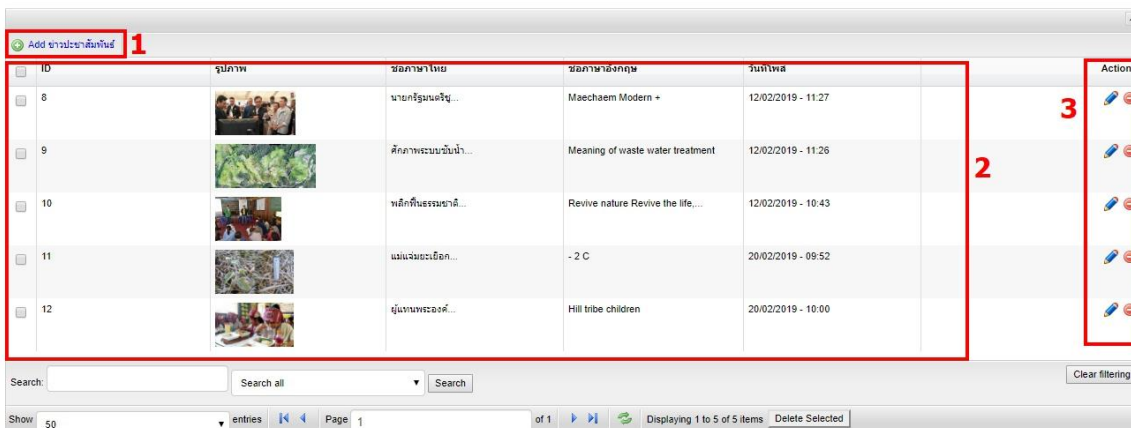 Add ข่าวปะชาสัมพันธ์ 1
ID รูปภาพ ชื่อภาษาไทย ชื่อภาษาอังกฤษ วันที่โพส Action
8 นายกรัฐมนตรีชู... Maechaem Modern + 12/02/2019 - 11:27
3
9 ศักภาพระบบซับน้ำ... Meaning of waste water treatment 12/02/2019 - 11:26
2
10 พลิกฟื้นธรรมชาติ... Revive nature Revive the life,... 12/02/2019 - 10:43
11 แม่แจ่มยะเยือก... - 2 C 20/02/2019 - 09:52
12 ผู้แทนพระองค์... Hill tribe children 20/02/2019 - 10:00
Search: Search all Search Clear filtering
Show 50 entries Page 1 of 1 Displaying 1 to 5 of 5 items Delete Selected